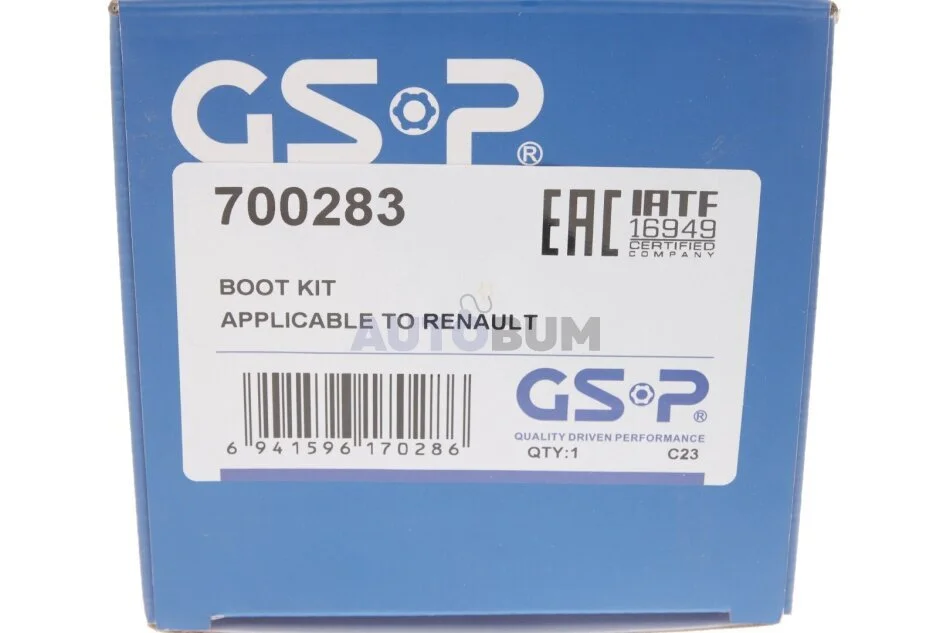 GSP®
700283
EAC
IATF
16949
CERTIFIED
COMPANY
BOOT KIT
APPLICABLE TO RENAULT
AUTOBUM
GSP®
QUALITY DRIVEN PERFORMANCE
6 941596 170286
QTY:1 C23